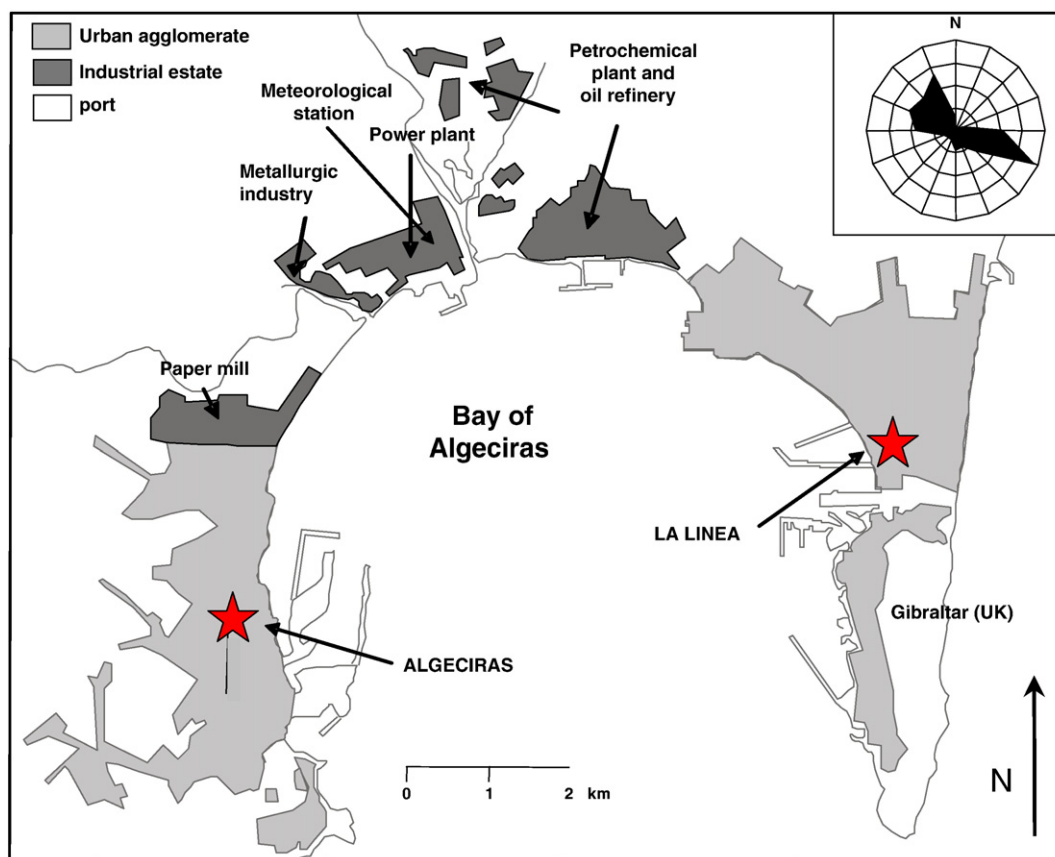 Urban agglomerate
Industrial estate
port
Meteorological
station
Power plant
Metallurgic
industry
Petrochemical
plant and
oil refinery
N
Paper mill
Bay of
Algeciras
LA LINEA
Gibraltar (UK)
ALGECIRAS
0 1 2 km
N